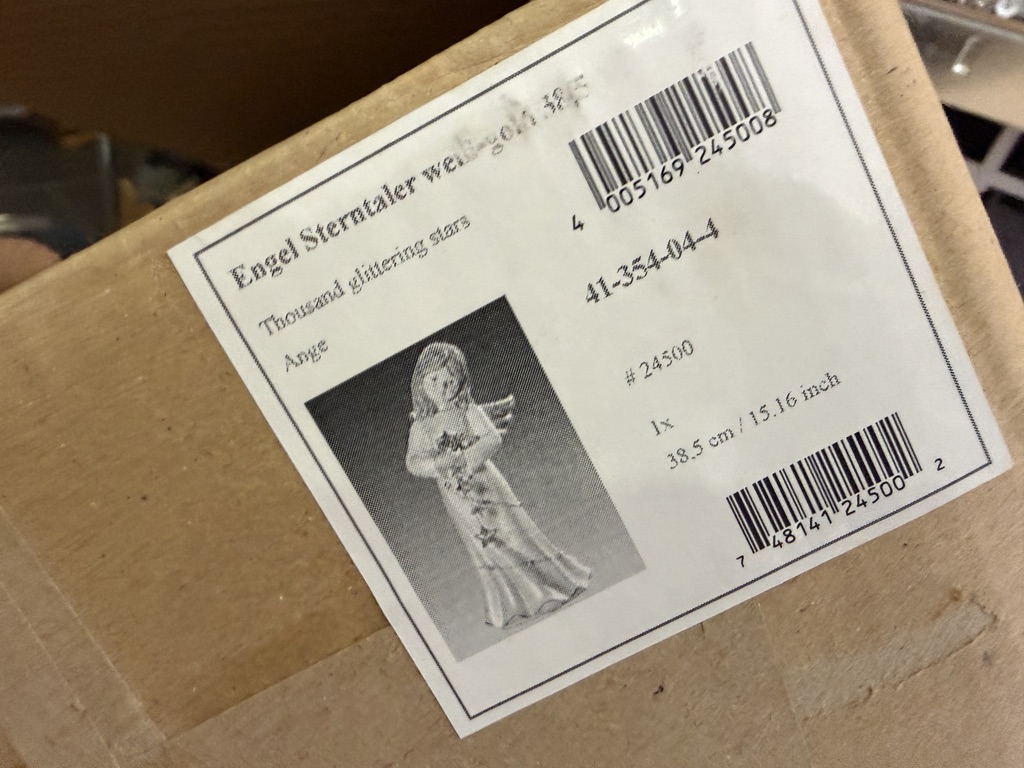 Engel Sterntaler weiß-gold 38,5
Thousand glittering stars
Ange
4 005169 245008
41-354-04-4
# 24500
1x
38.5 cm / 15.16 inch
7 48141 24500 2